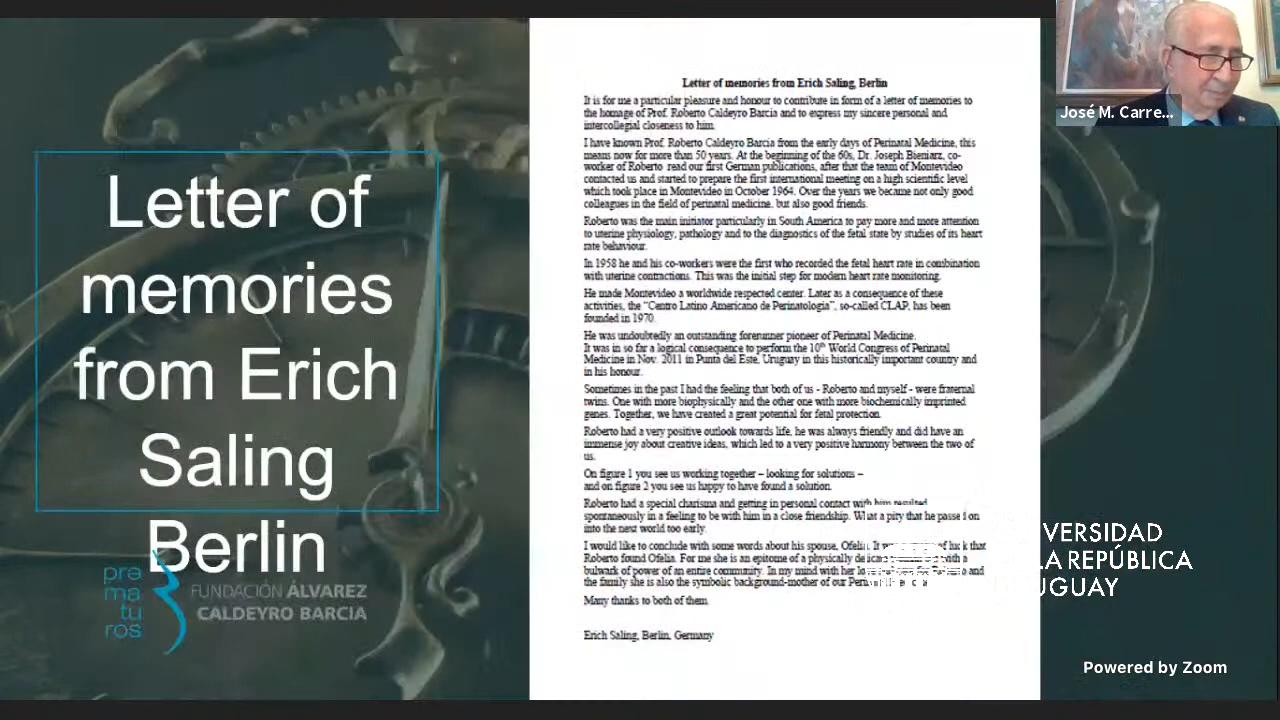 Letter of
memories
from Erich
Saling
Berlin
pre
ma
tu
ros
FUNDACIÓN ÁLVAREZ
CALDEYRO BARCIA
Letter of memories from Erich Saling, Berlin
It is for me a particular pleasure and honour to contribute in form of a letter of memories to
the homage of Prof. Roberto Caldeyro Barcia and to express my sincere personal and
intercollegial closeness to him.
I have known Prof. Roberto Caldeyro Barcia from the early days of Perinatal Medicine, this
means now for more than 50 years. At the beginning of the 60s, Dr. Joseph Bieniarz, co-
worker of Roberto read our first German publications, after that the team of Montevideo
contacted us and started to prepare the first international meeting on a high scientific level
which took place in Montevideo in October 1964. Over the years we became not only good
colleagues in the field of perinatal medicine, but also good friends.
Roberto was the main initiator particularly in South America to pay more and more attention
to uterine physiology, pathology and to the diagnostics of the fetal state by studies of its heart
rate behaviour.
In 1958 he and his co-workers were the first who recorded the fetal heart rate in combination
with uterine contractions. This was the initial step for modern heart rate monitoring.
He made Montevideo a worldwide respected center. Later as a consequence of these
activities, the "Centro Latino Americano de Perinatologia", so-called CLAP, has been
founded in 1970.
He was undoubtedly an outstanding forerunner pioneer of Perinatal Medicine.
It was in so far a logical consequence to perform the 10th World Congress of Perinatal
Medicine in Nov. 2011 in Punta del Este, Uruguay in this historically important country and
in his honour.
Sometimes in the past I had the feeling that both of us - Roberto and myself - were fraternal
twins. One with more biophysically and the other one with more biochemically imprinted
genes. Together, we have created a great potential for fetal protection.
Roberto had a very positive outlook towards life, he was always friendly and did have an
immense joy about creative ideas, which led to a very positive harmony between the two of
us.
On figure 1 you see us working together – looking for solutions –
and on figure 2 you see us happy to have found a solution.
Roberto had a special charisma and getting in personal contact with him resulted
spontaneously in a feeling to be with him in a close friendship. What a pity that he passed on
into the next world too early.
I would like to conclude with some words about his spouse, Ofelia. It of luck that
Roberto found Ofelia. For me she is an epitome of a physically delicate with a
bulwark of power of an entire community. In my mind with her and
the family she is also the symbolic background-mother of our
Many thanks to both of them.
Erich Saling, Berlin, Germany
José M. Carre...
VERSIDAD
REPÚBLICA
UGUAY
Powered by Zoom